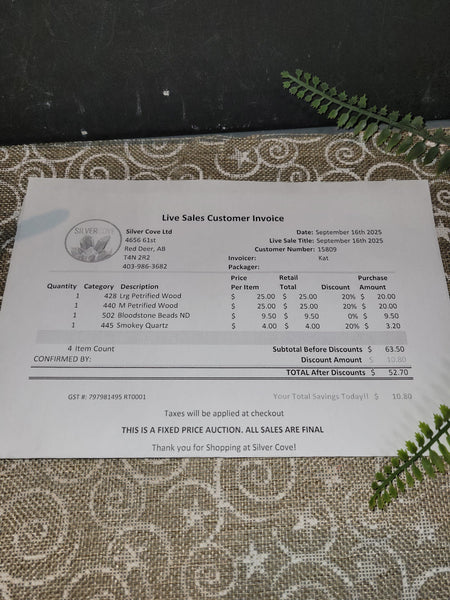 Live Sales Customer Invoice
SILVER COVE
Silver Cove Ltd
4656 61st
Red Deer, AB
T4N 2R2
403-986-3682
Date: September 16th 2025
Live Sale Title: September 16th 2025
Customer Number: 15809
Invoicer: Kat
Packager:
Price Retail Purchase
Quantity Category Description Per Item Total Discount Amount
1 428 Lrg Petrified Wood $ 25.00 $ 25.00 20% $ 20.00
1 440 M Petrified Wood $ 25.00 $ 25.00 20% $ 20.00
1 502 Bloodstone Beads ND $ 9.50 $ 9.50 0% $ 9.50
1 445 Smokey Quartz $ 4.00 $ 4.00 20% $ 3.20
4 Item Count Subtotal Before Discounts $ 63.50
CONFIRMED BY: Discount Amount $ 10.80
TOTAL After Discounts $ 52.70
GST #: 797981495 RT0001 Your Total Savings Today!! $ 10.80
Taxes will be applied at checkout
THIS IS A FIXED PRICE AUCTION. ALL SALES ARE FINAL
Thank you for Shopping at Silver Cove!